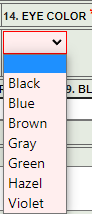 14. EYE COLOR *
9. BL
Black
Blue
Brown
Gray
Green
Hazel
Violet